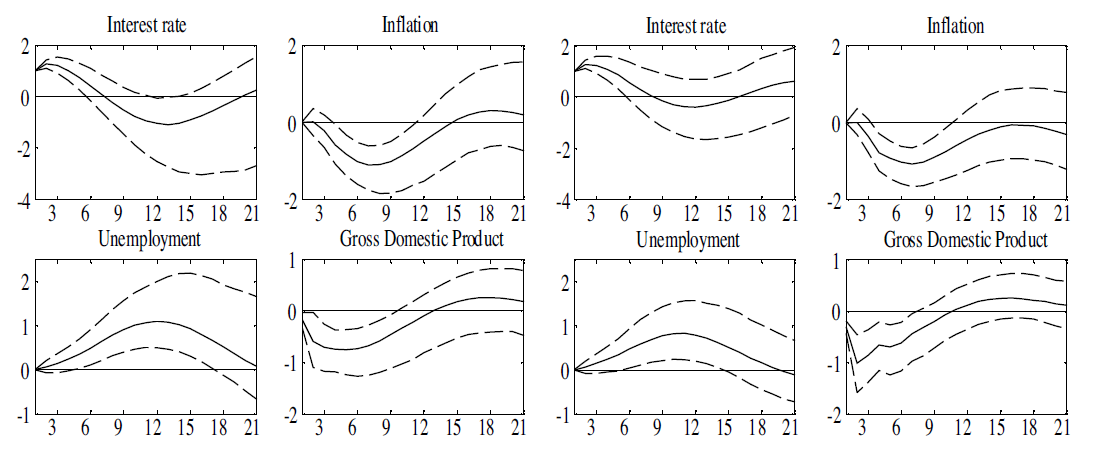 Interest rate Inflation Interest rate Inflation
2 2 2 2
0 0 0 0
-2 -2
-4 -2 -4 -2
3 6 9 12 15 18 21 3 6 9 12 15 18 21 3 6 9 12 15 18 21 3 6 9 12 15 18 21
Unemployment Gross Domestic Product Unemployment Gross Domestic Product
1 1
2 2
0 0
1 1
-1 -1
0 0
-1 -2 -1 -2
3 6 9 12 15 18 21 3 6 9 12 15 18 21 3 6 9 12 15 18 21 3 6 9 12 15 18 21